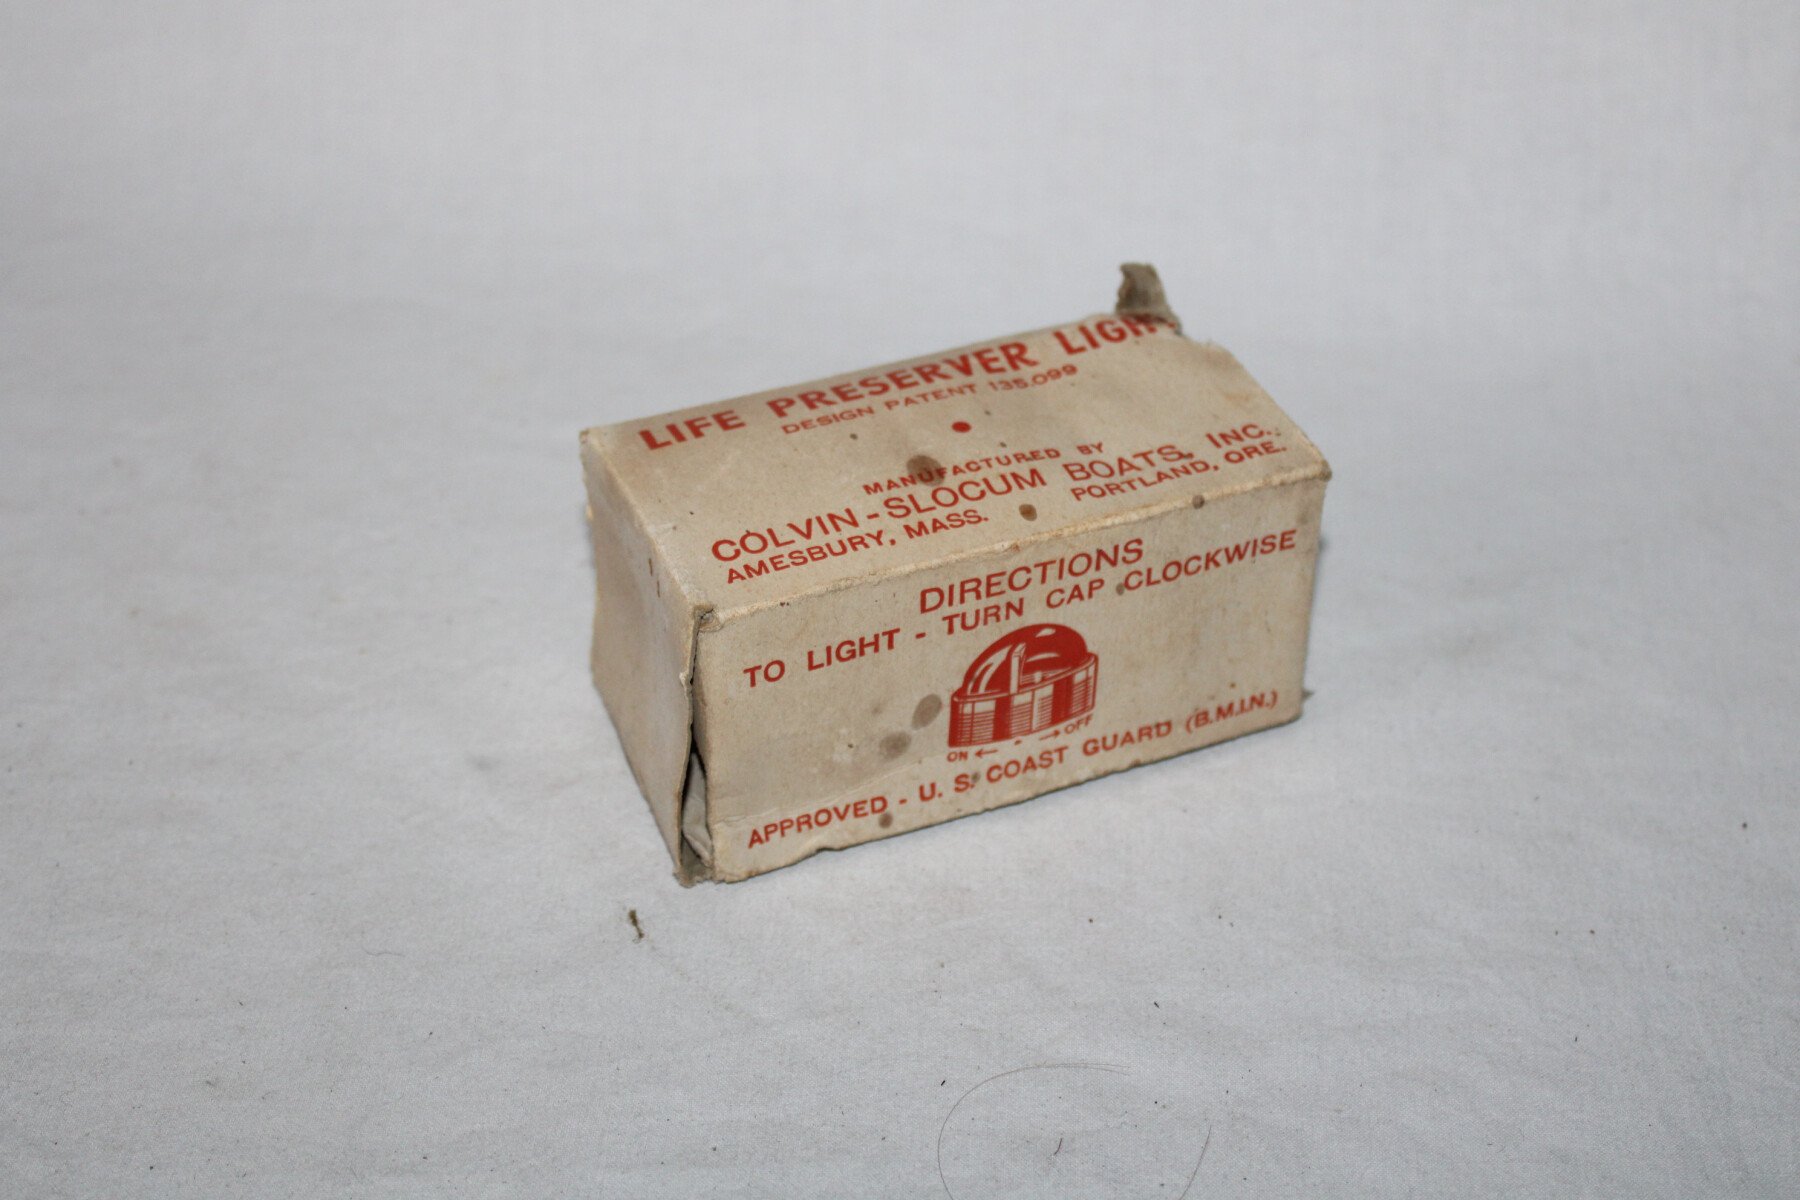 LIFE PRESERVER LIGHT
DESIGN PATENT 135,099
MANUFACTURED BY
COLVIN-SLOCUM BOATS, INC.
AMESBURY, MASS. PORTLAND, ORE.
DIRECTIONS
TO LIGHT - TURN CAP CLOCKWISE
ON ← • → OFF
APPROVED - U. S. COAST GUARD (B.M.I.N.)